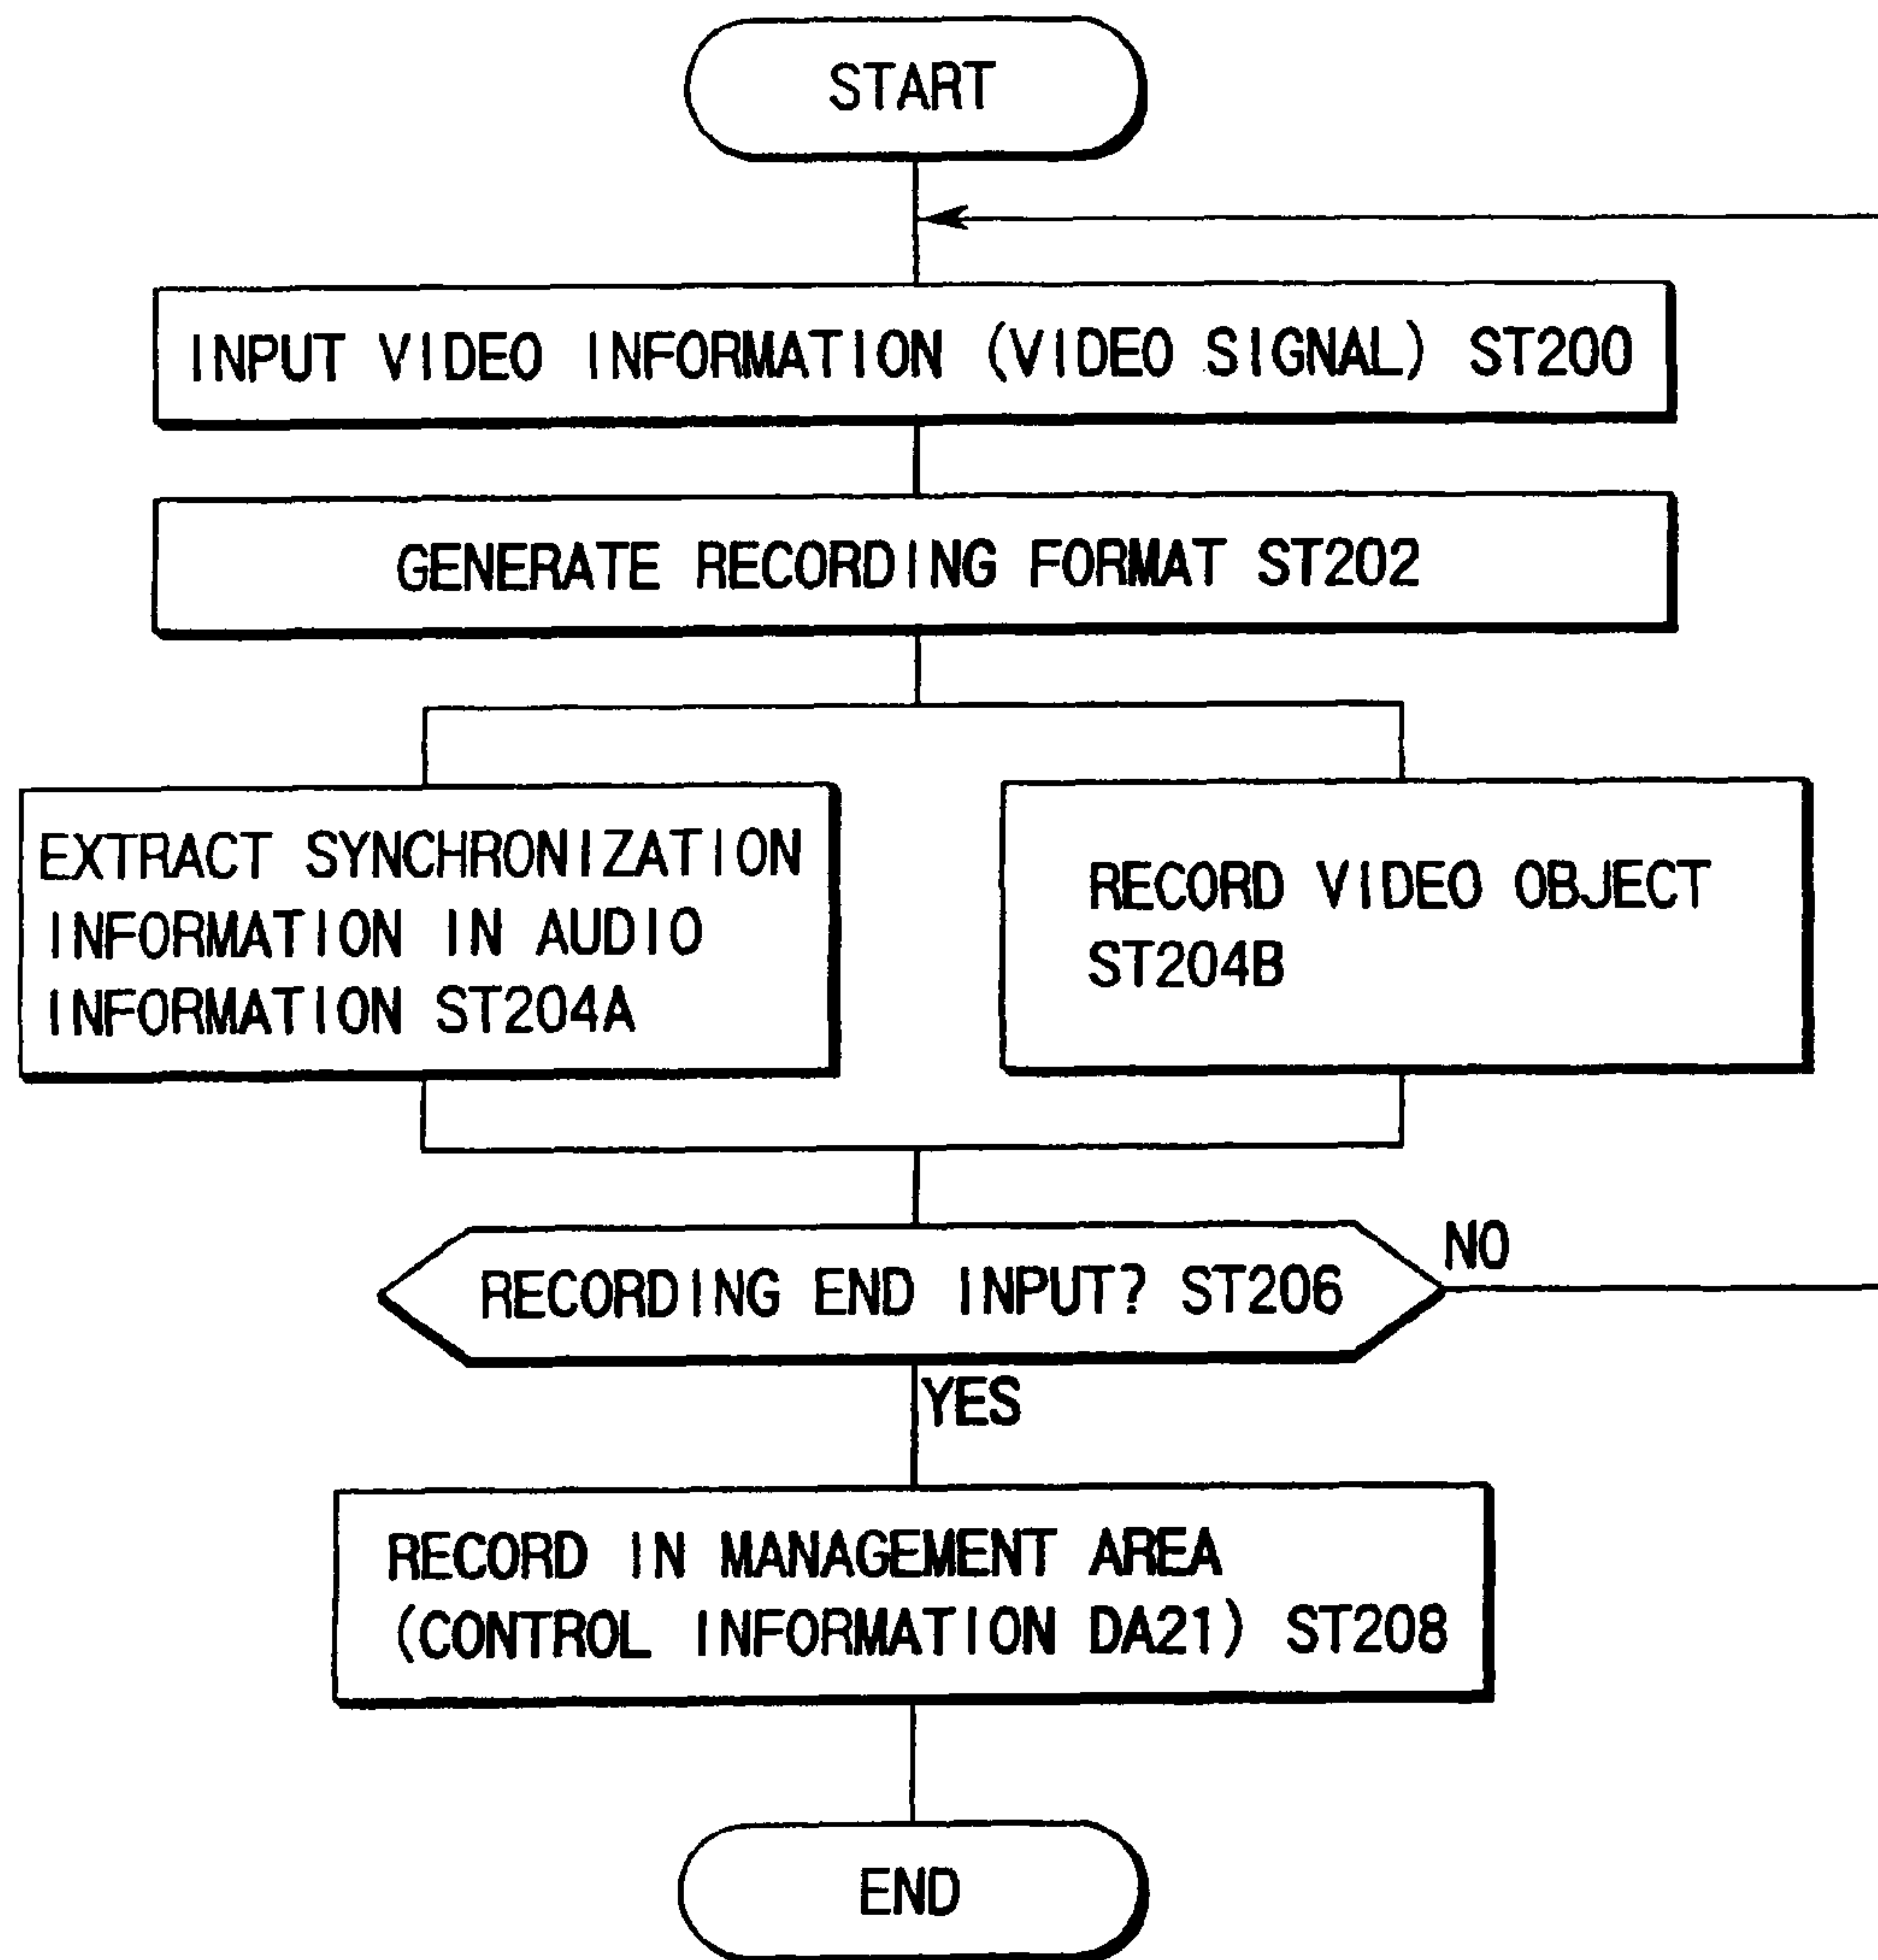 START
INPUT VIDEO INFORMATION (VIDEO SIGNAL) ST200
GENERATE RECORDING FORMAT ST202
EXTRACT SYNCHRONIZATION
INFORMATION IN AUDIO
INFORMATION ST204A
RECORD VIDEO OBJECT
ST204B
RECORDING END INPUT? ST206
NO
YES
RECORD IN MANAGEMENT AREA
(CONTROL INFORMATION DA21) ST208
END